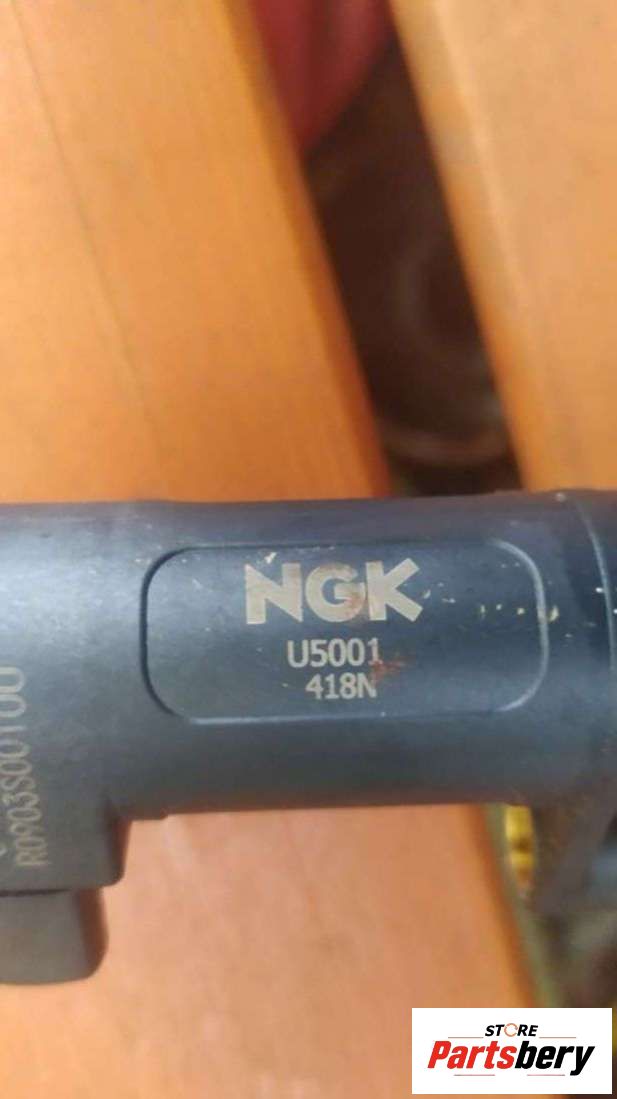 NGK
U5001
418N
R0903S00100
STORE
Partsbery